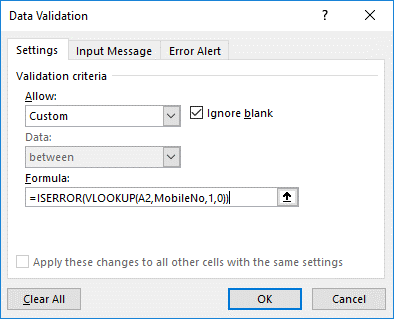 Data Validation ? ×
Settings Input Message Error Alert
Validation criteria
Allow:
Custom Ignore blank
Data:
between
Formula:
=ISERROR(VLOOKUP(A2,MobileNo,1,0))
Apply these changes to all other cells with the same settings
Clear All OK Cancel